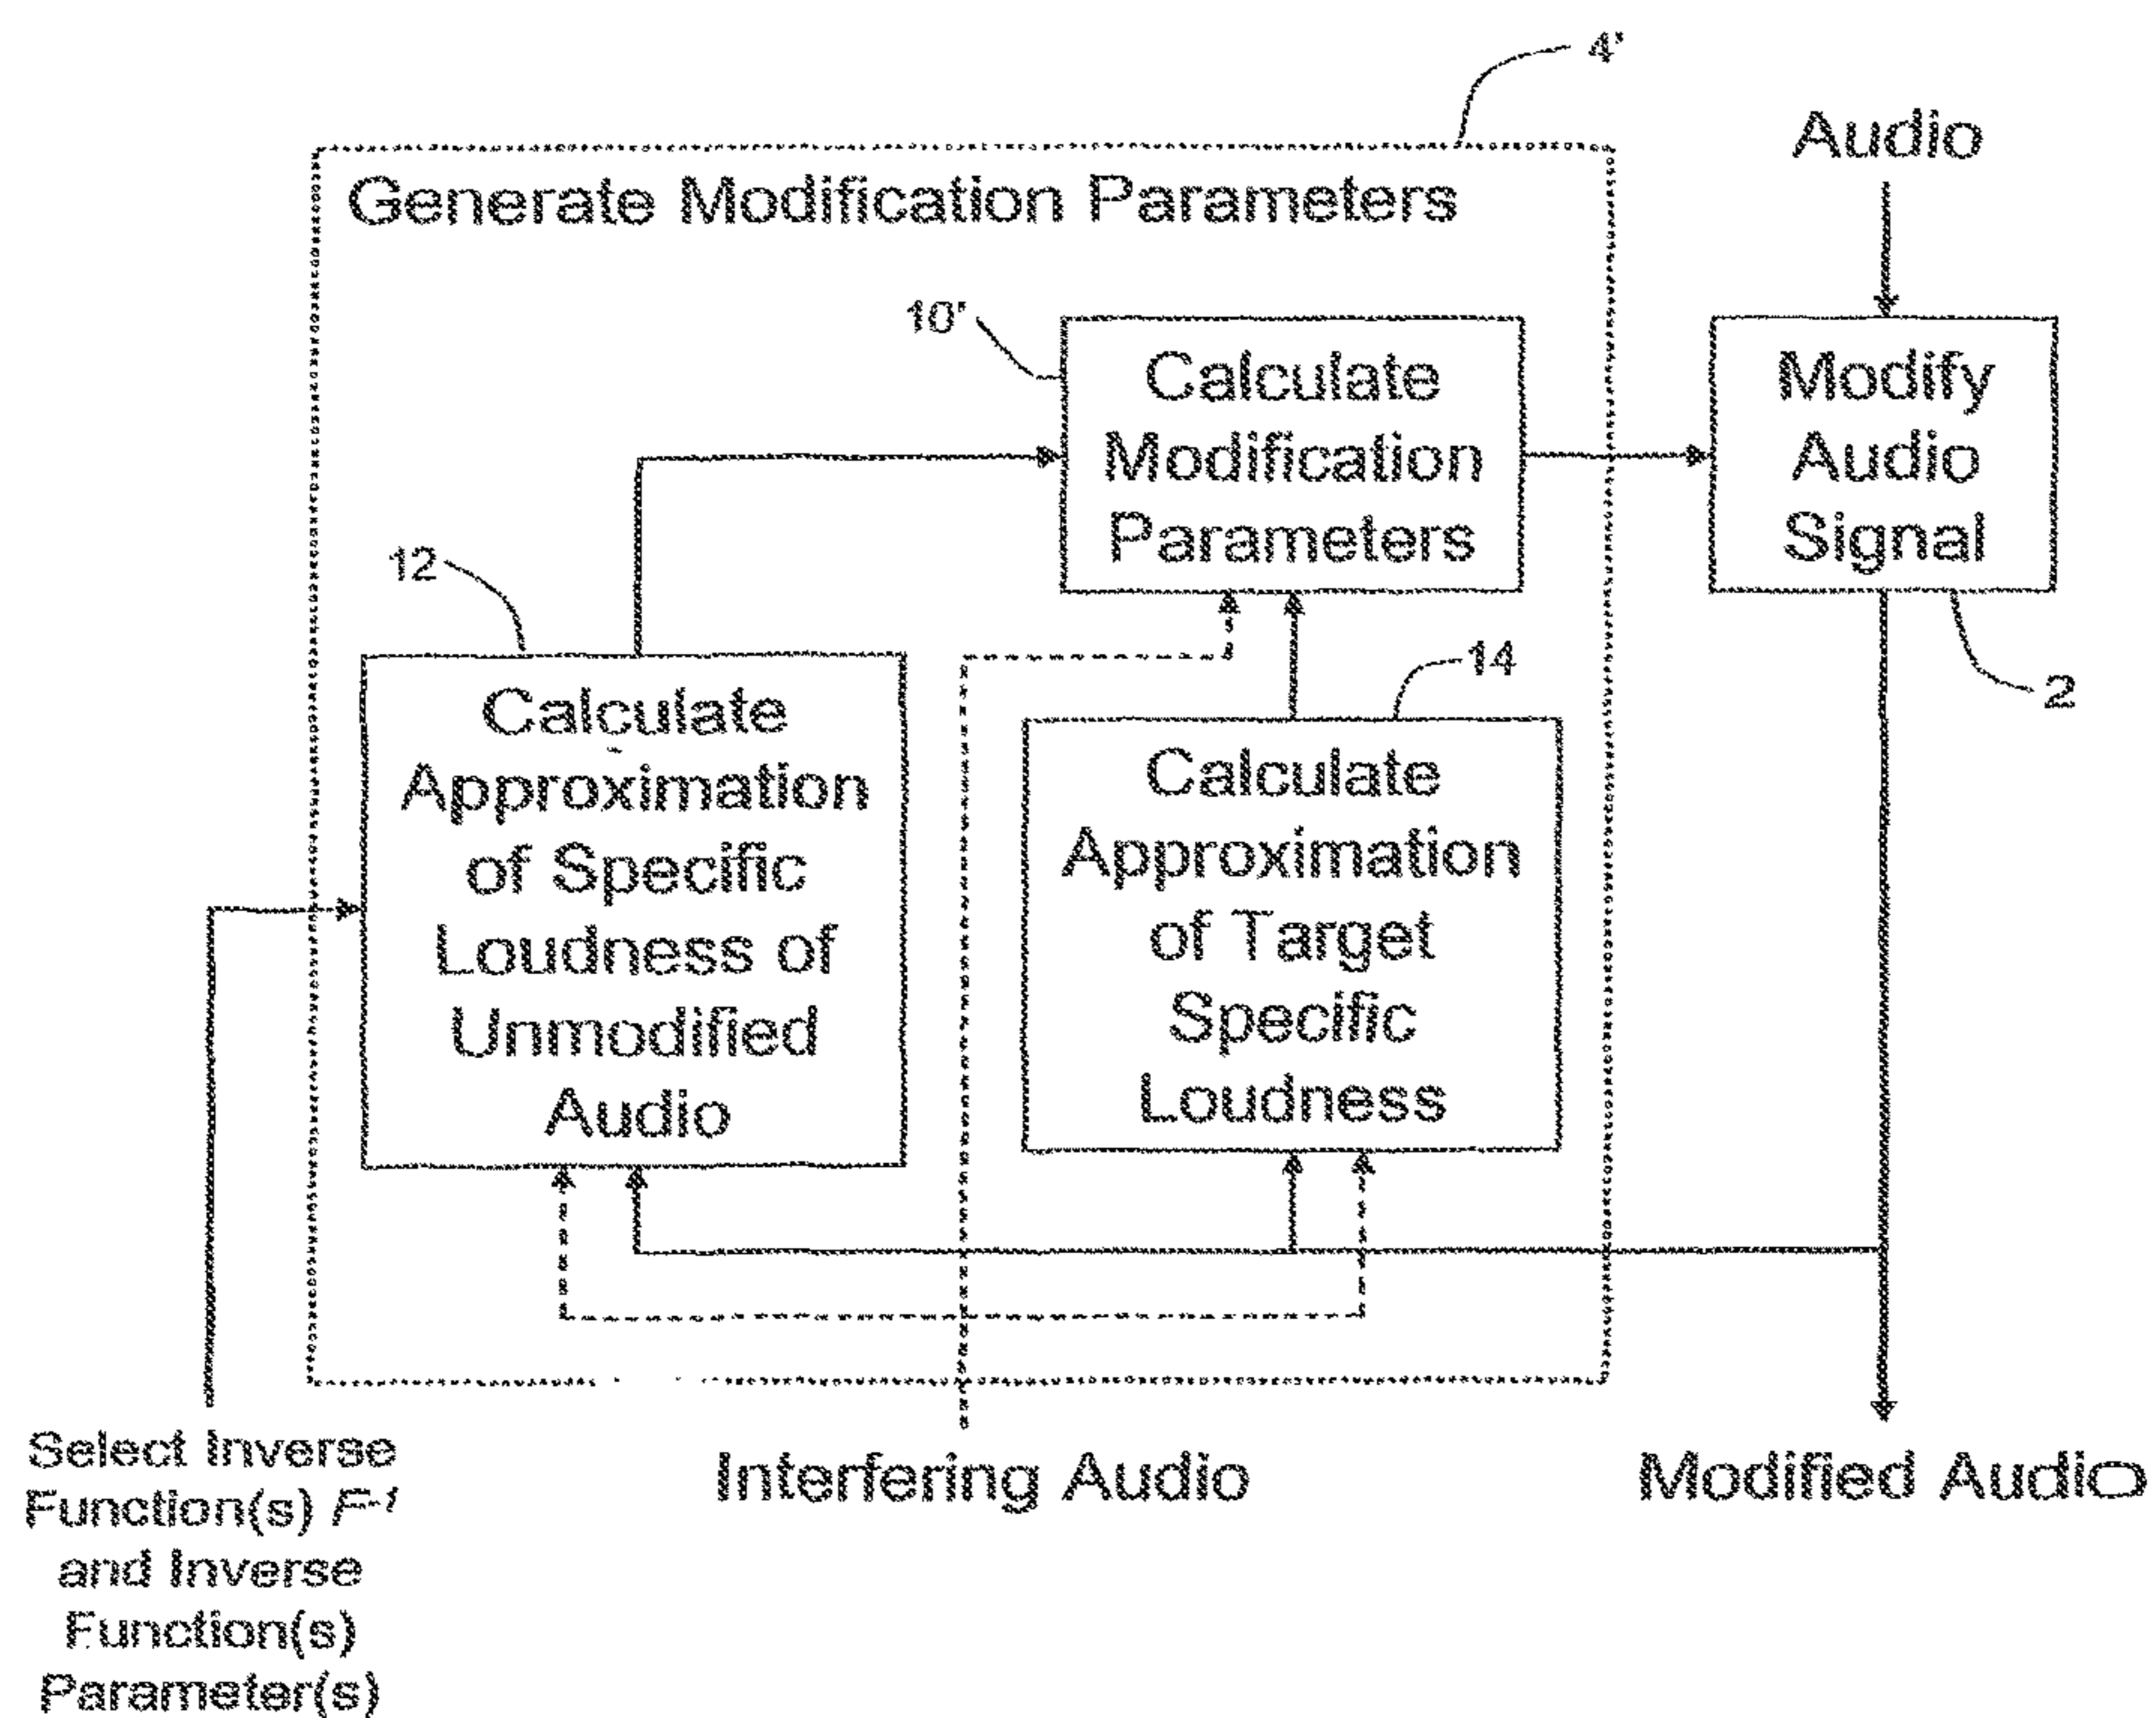 4'
Audio
Generate Modification Parameters
10'
Calculate
Modification
Parameters
Modify
Audio
Signal
12
14
2
Calculate
Approximation
of Specific
Loudness of
Unmodified
Audio
Calculate
Approximation
of Target
Specific
Loudness
Select Inverse
Function(s) F-1
and Inverse
Function(s)
Parameter(s)
Interfering Audio
Modified Audio